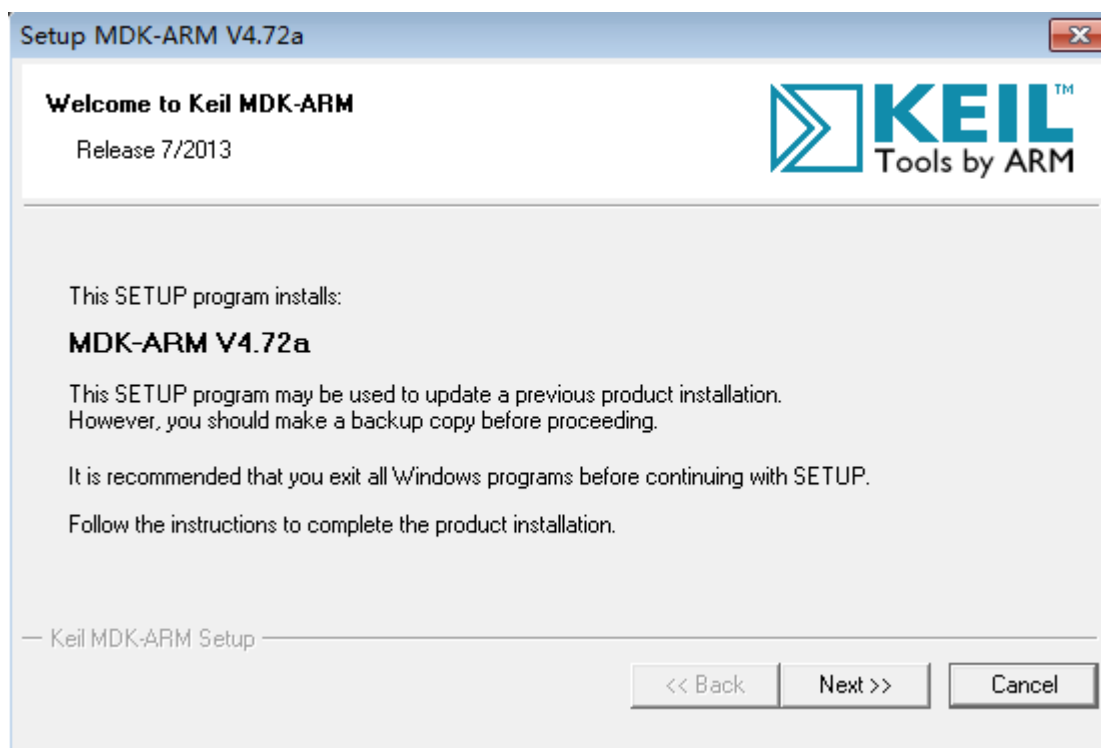 Setup MDK-ARM V4.72a
Welcome to Keil MDK-ARM
Release 7/2013
KEIL™
Tools by ARM
This SETUP program installs:
MDK-ARM V4.72a
This SETUP program may be used to update a previous product installation.
However, you should make a backup copy before proceeding.
It is recommended that you exit all Windows programs before continuing with SETUP.
Follow the instructions to complete the product installation.
Keil MDK-ARM Setup
<< Back
Next >>
Cancel